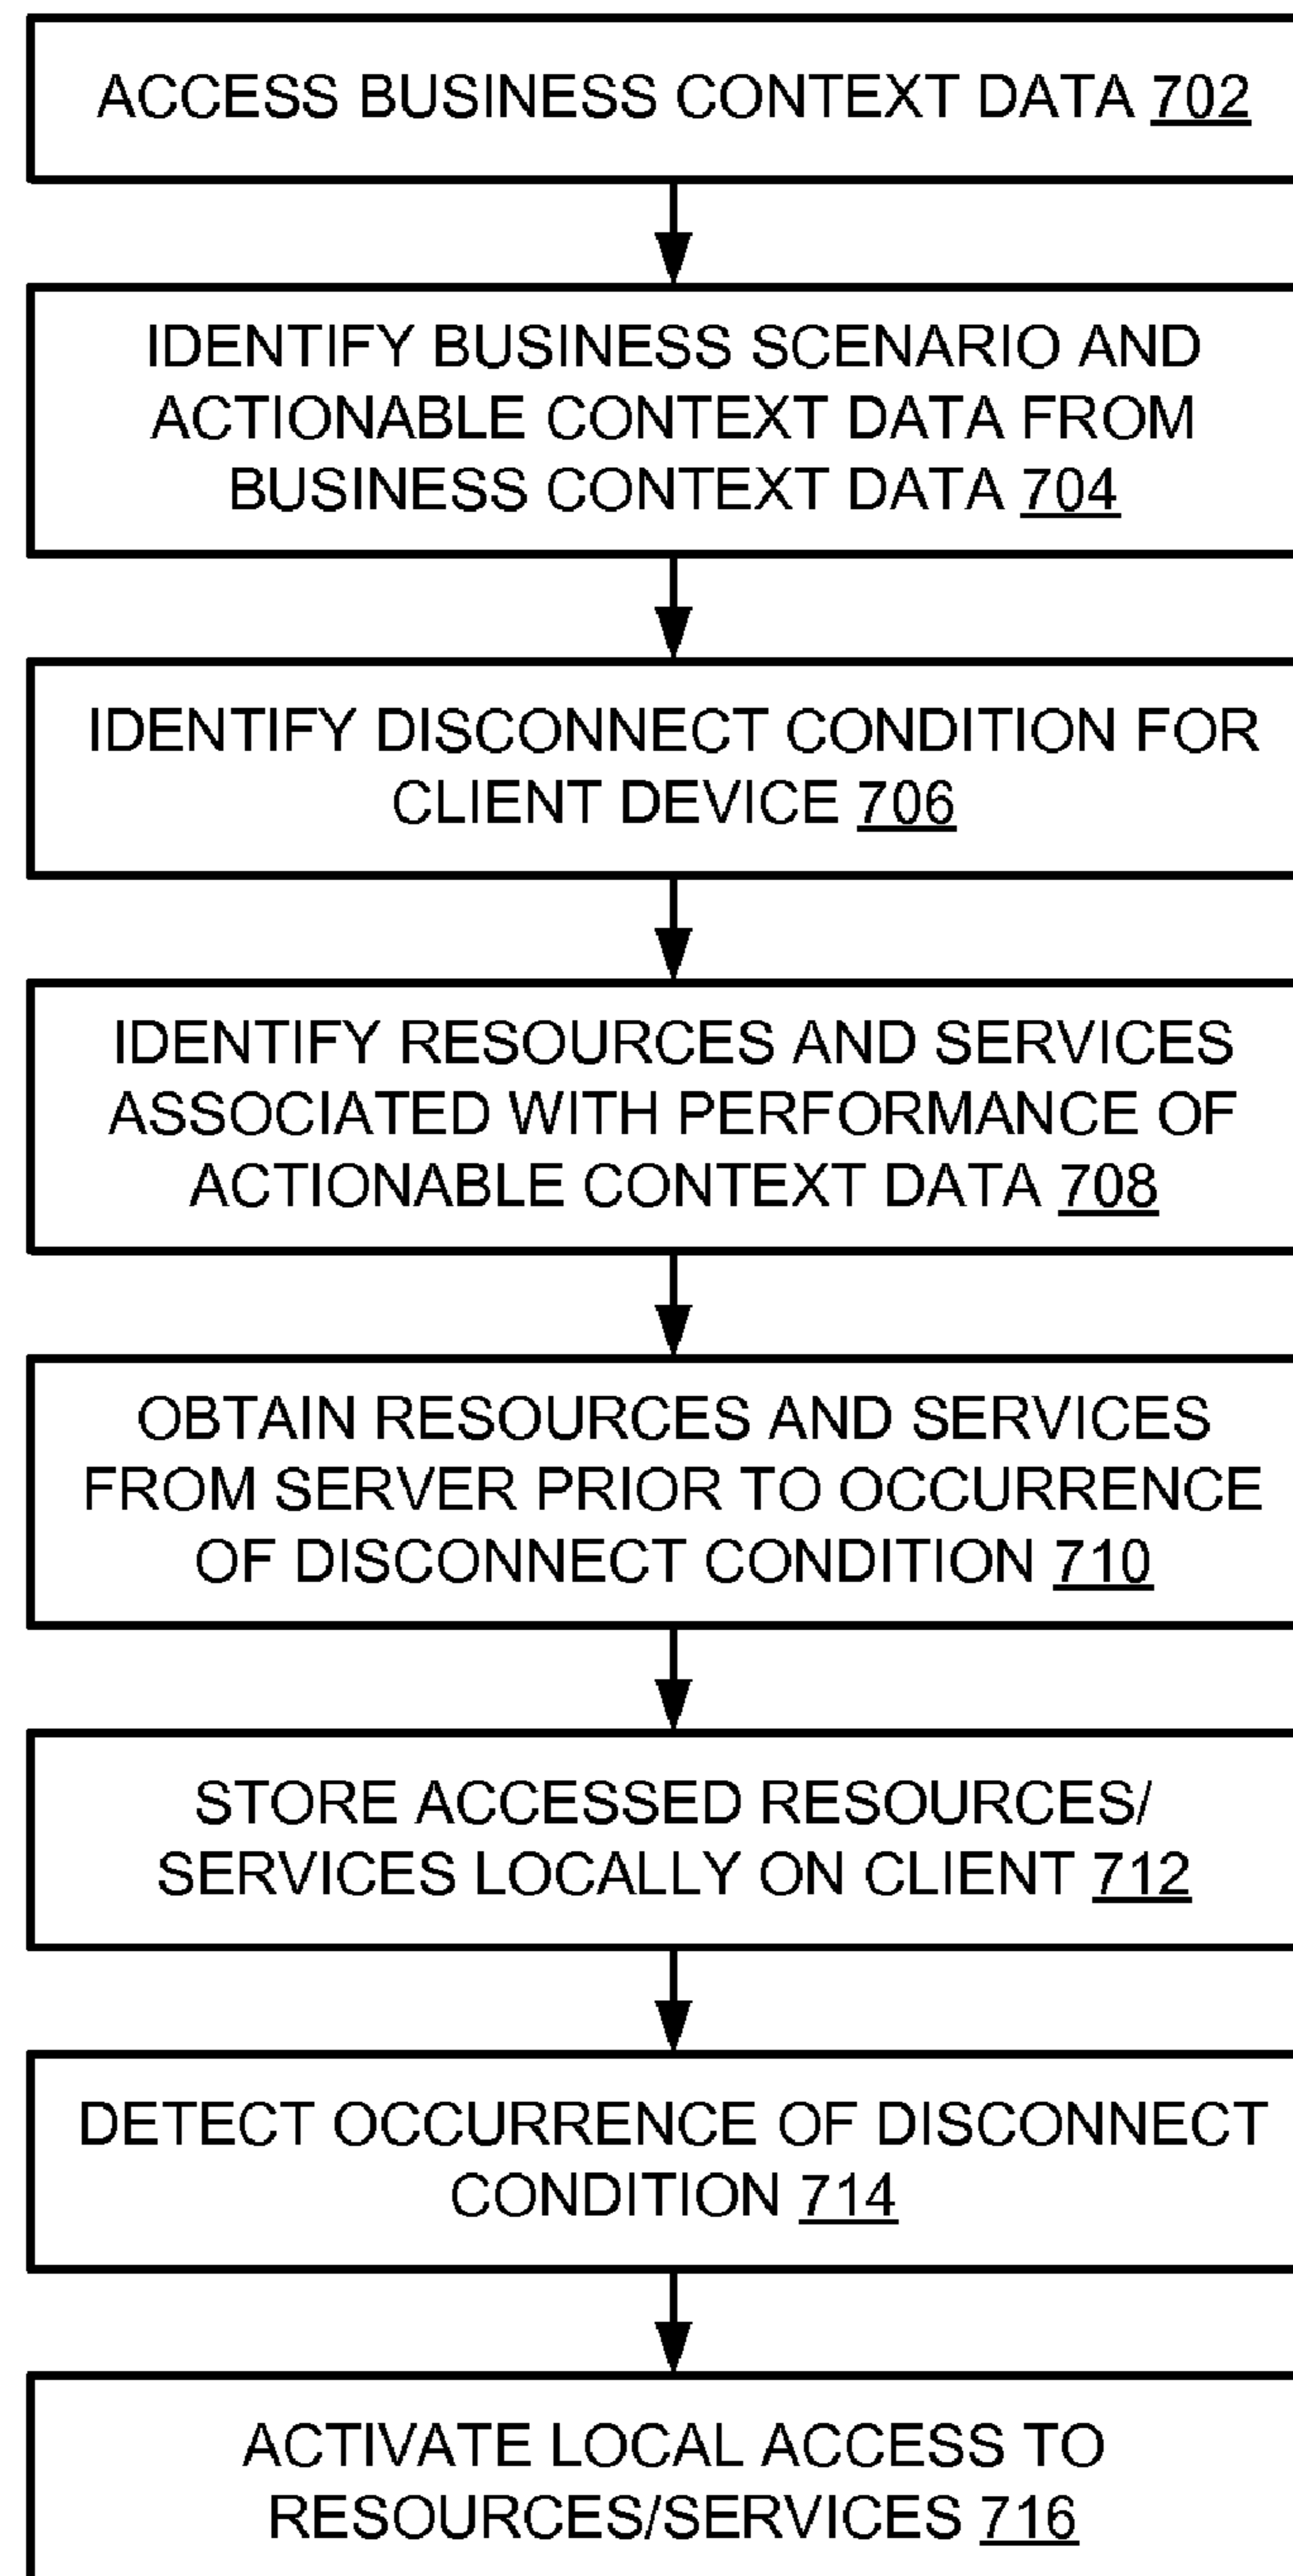 ACCESS BUSINESS CONTEXT DATA 702
IDENTIFY BUSINESS SCENARIO AND
ACTIONABLE CONTEXT DATA FROM
BUSINESS CONTEXT DATA 704
IDENTIFY DISCONNECT CONDITION FOR
CLIENT DEVICE 706
IDENTIFY RESOURCES AND SERVICES
ASSOCIATED WITH PERFORMANCE OF
ACTIONABLE CONTEXT DATA 708
OBTAIN RESOURCES AND SERVICES
FROM SERVER PRIOR TO OCCURRENCE
OF DISCONNECT CONDITION 710
STORE ACCESSED RESOURCES/
SERVICES LOCALLY ON CLIENT 712
DETECT OCCURRENCE OF DISCONNECT
CONDITION 714
ACTIVATE LOCAL ACCESS TO
RESOURCES/SERVICES 716